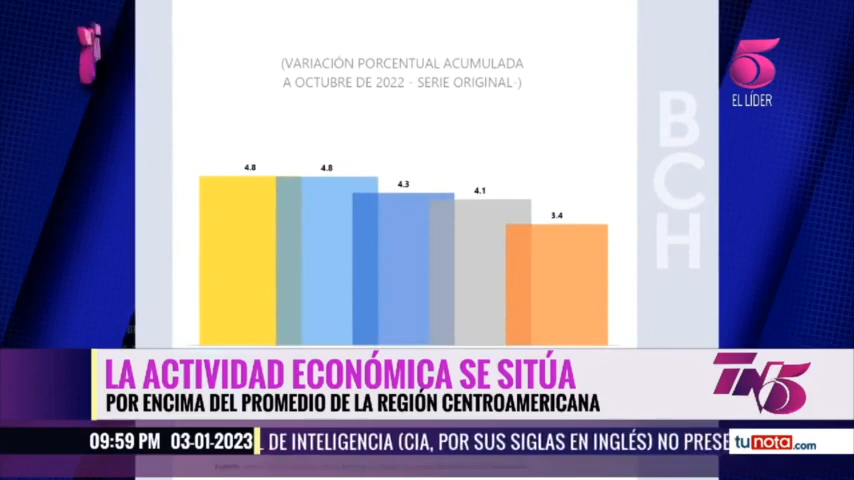 (VARIACIÓN PORCENTUAL ACUMULADA
A OCTUBRE DE 2022 - SERIE ORIGINAL·)
5
EL LÍDER
BCH
4.8
4.8
4.3
4.1
3.4
LA ACTIVIDAD ECONÓMICA SE SITÚA
POR ENCIMA DEL PROMEDIO DE LA REGIÓN CENTROAMERICANA
TN5
09:59 PM 03-01-2023 L DE INTELIGENCIA (CIA, POR SUS SIGLAS EN INGLÉS) NO PRESE
tunota.com